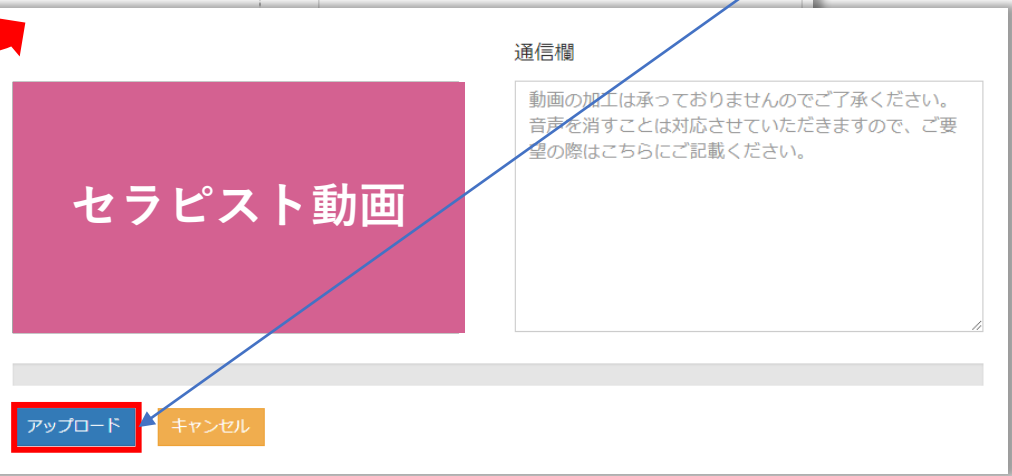 通信欄
セラピスト動画
動画の加工は承っておりませんのでご了承ください。
音声を消すことは対応させていただきますので、ご要
望の際はこちらにご記載ください。
アップロード
キャンセル